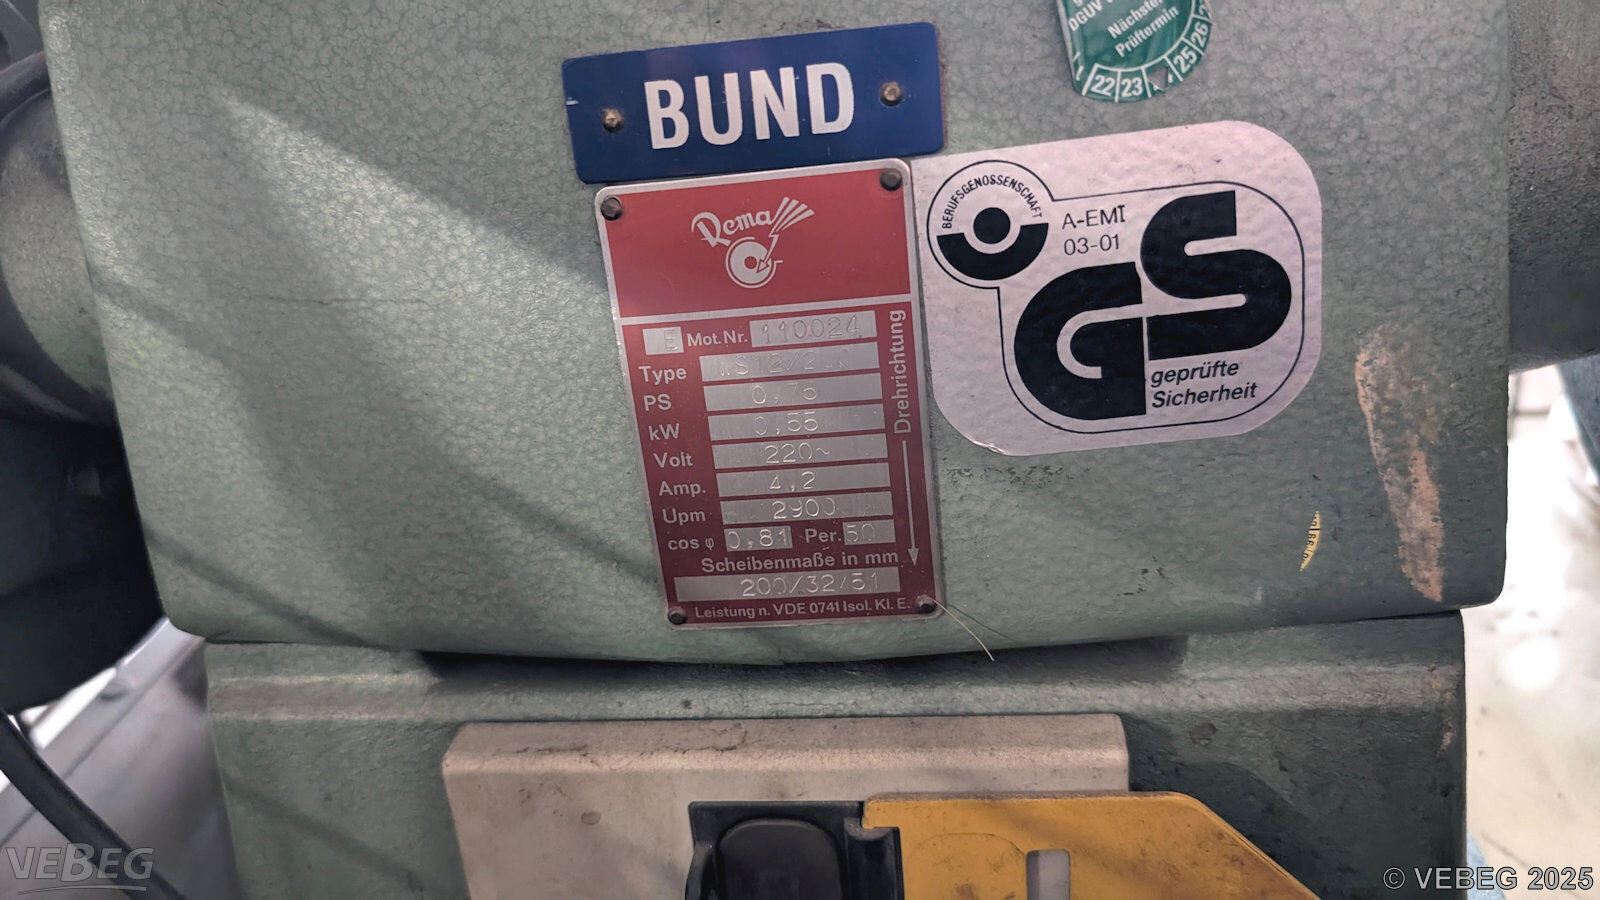 DGUV
Nächster
Prüftermin
22 23 25 26
BUND
Rema
BERUFSGENOSSENSCHAFT
A-EMI
03-01
GS
geprüfte
Sicherheit
E Mot.Nr. 110024
Type
PS 0,75
kW 0,55
Volt 220~
Amp. 4,2
Upm 2900
cos φ 0,81 Per. 50
Drehrichtung
Scheibenmaße in mm
200/32/51
Leistung n. VDE 0741 Isol. Kl. E.
VEBEG
© VEBEG 2025